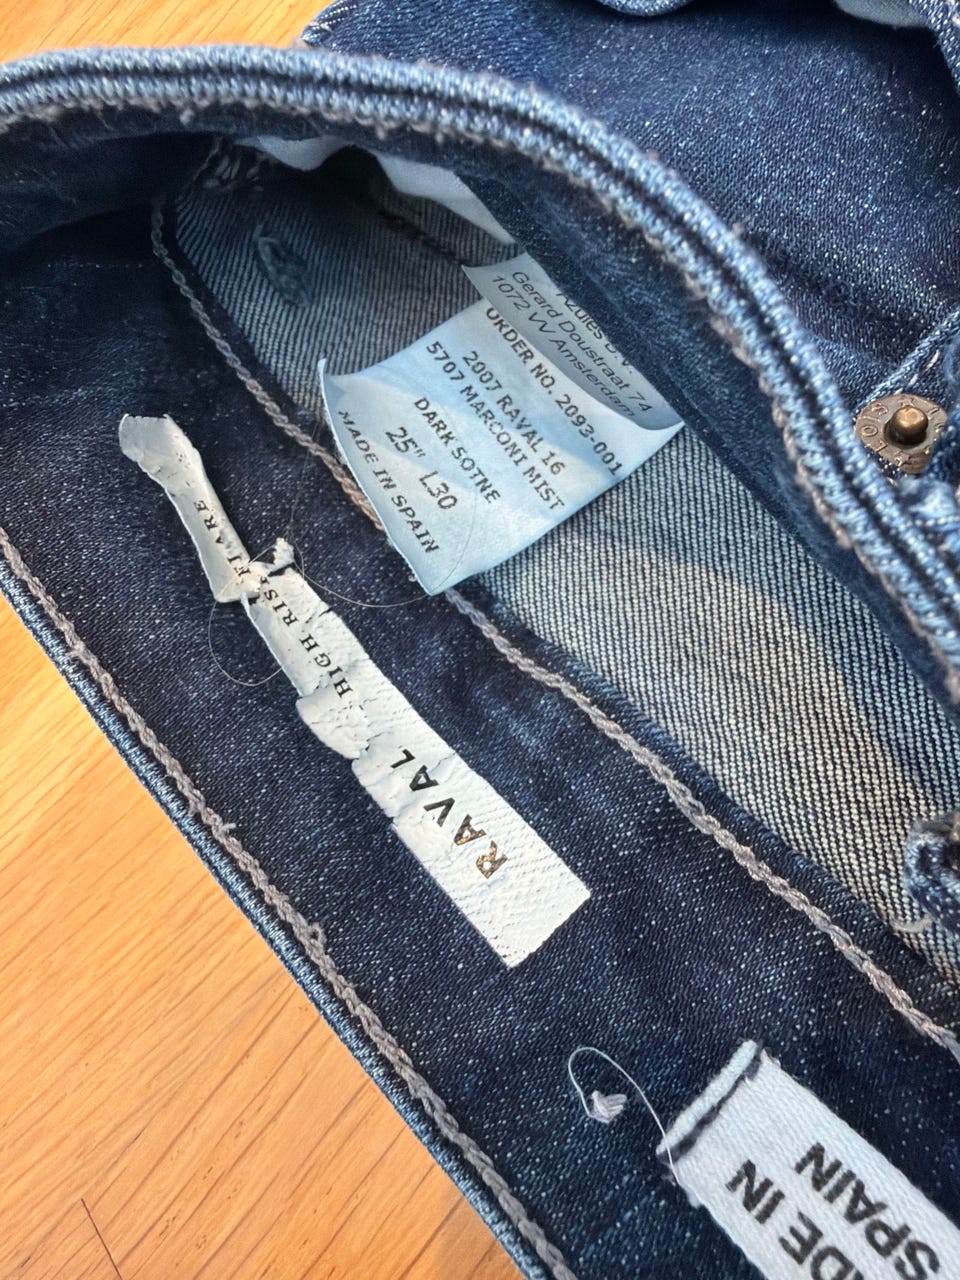 Gerard Doustraat 74
1072 VV Amsterdam
ORDER NO. 2093-001
2007 RAVAL 16
5707 MARCONI MIST
DARK SOTNE
25" L30
MADE IN SPAIN
RAVAL
HIGH RISE FLARE
IN
SPAIN